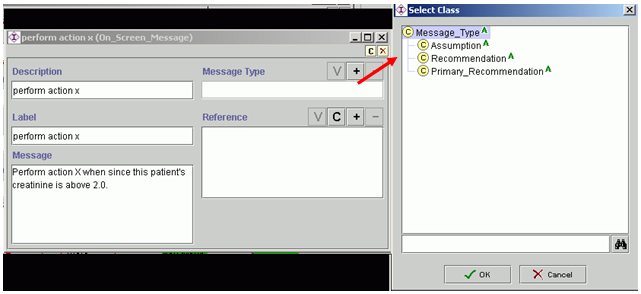 perform action x (On_Screen_Message)
C
Description
Message Type
V + −
perform action x
Label
Reference
V C + −
perform action x
Message
Perform action X when since this patient's
creatinine is above 2.0.
Select Class
C Message_Type A
C Assumption A
C Recommendation A
C Primary_Recommendation A
OK
Cancel